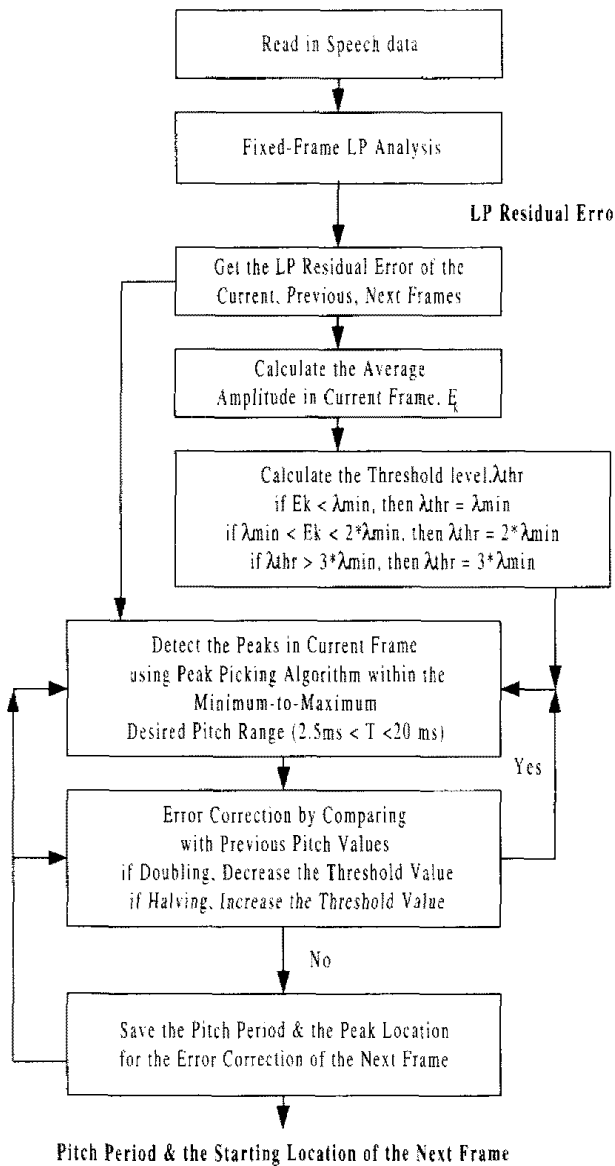 Read in Speech data
Fixed-Frame LP Analysis
LP Residual Erro
Get the LP Residual Error of the
Current, Previous, Next Frames
Calculate the Average
Amplitude in Current Frame. Ek
Calculate the Threshold level.λthr
if Ek < λmin, then λthr = λmin
if λmin < Ek < 2*λmin, then λthr = 2*λmin
if λthr > 3*λmin, then λthr = 3*λmin
Detect the Peaks in Current Frame
using Peak Picking Algorithm within the
Minimum-to-Maximum
Desired Pitch Range (2.5ms < T <20 ms)
Yes
Error Correction by Comparing
with Previous Pitch Values
if Doubling, Decrease the Threshold Value
if Halving, Increase the Threshold Value
No
Save the Pitch Period & the Peak Location
for the Error Correction of the Next Frame
Pitch Period & the Starting Location of the Next Frame